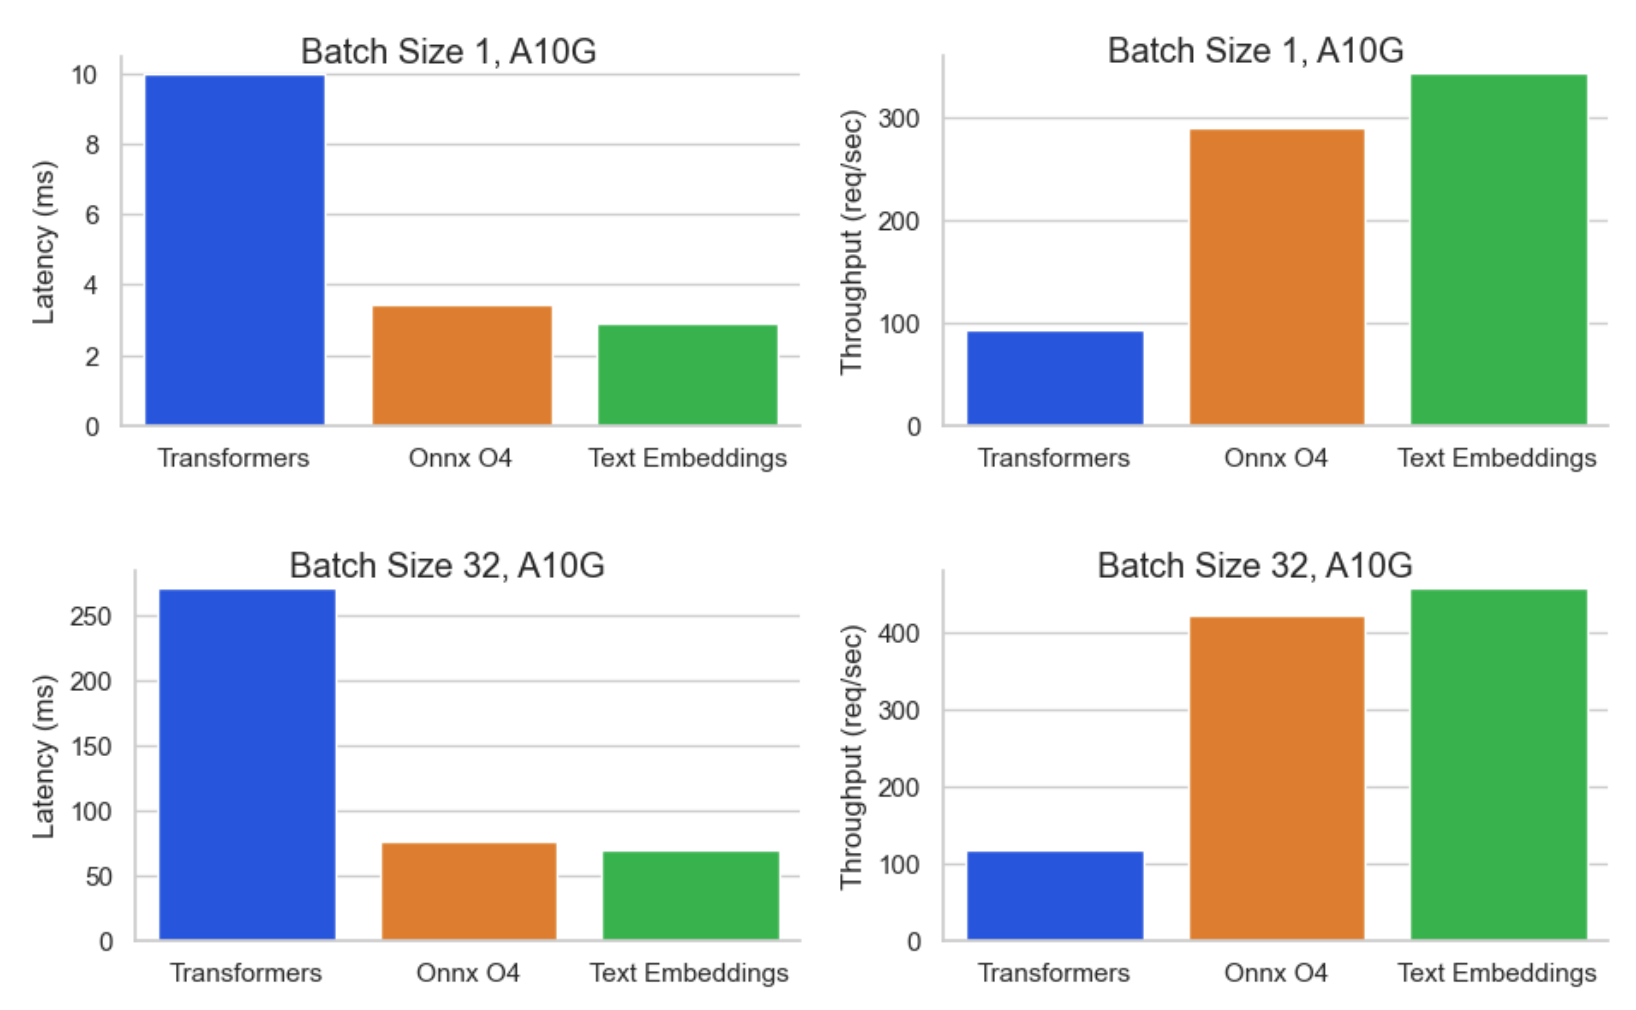 Batch Size 1, A10G
Latency (ms)
10
8
6
4
2
0
Transformers Onnx O4 Text Embeddings
Batch Size 1, A10G
Throughput (req/sec)
300
200
100
0
Transformers Onnx O4 Text Embeddings
Batch Size 32, A10G
Latency (ms)
250
200
150
100
50
0
Transformers Onnx O4 Text Embeddings
Batch Size 32, A10G
Throughput (req/sec)
400
300
200
100
0
Transformers Onnx O4 Text Embeddings